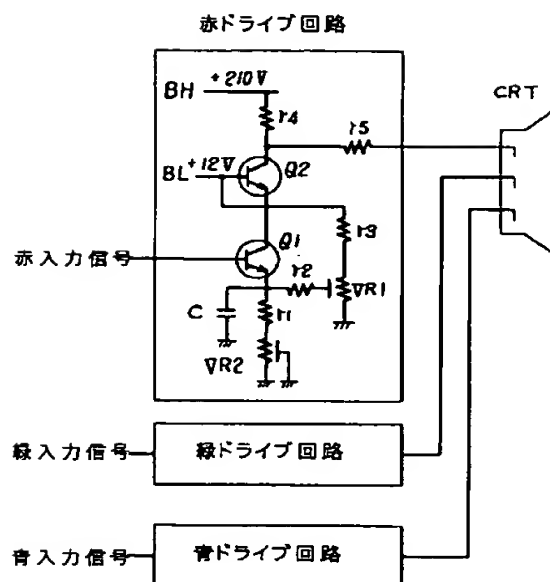 赤ドライブ回路
BH +210V
CRT
r4
r5
BL +12V
Q2
r3
Q1
赤入力信号
r2
VR1
C
r1
VR2
緑入力信号
緑ドライブ回路
青入力信号
青ドライブ回路